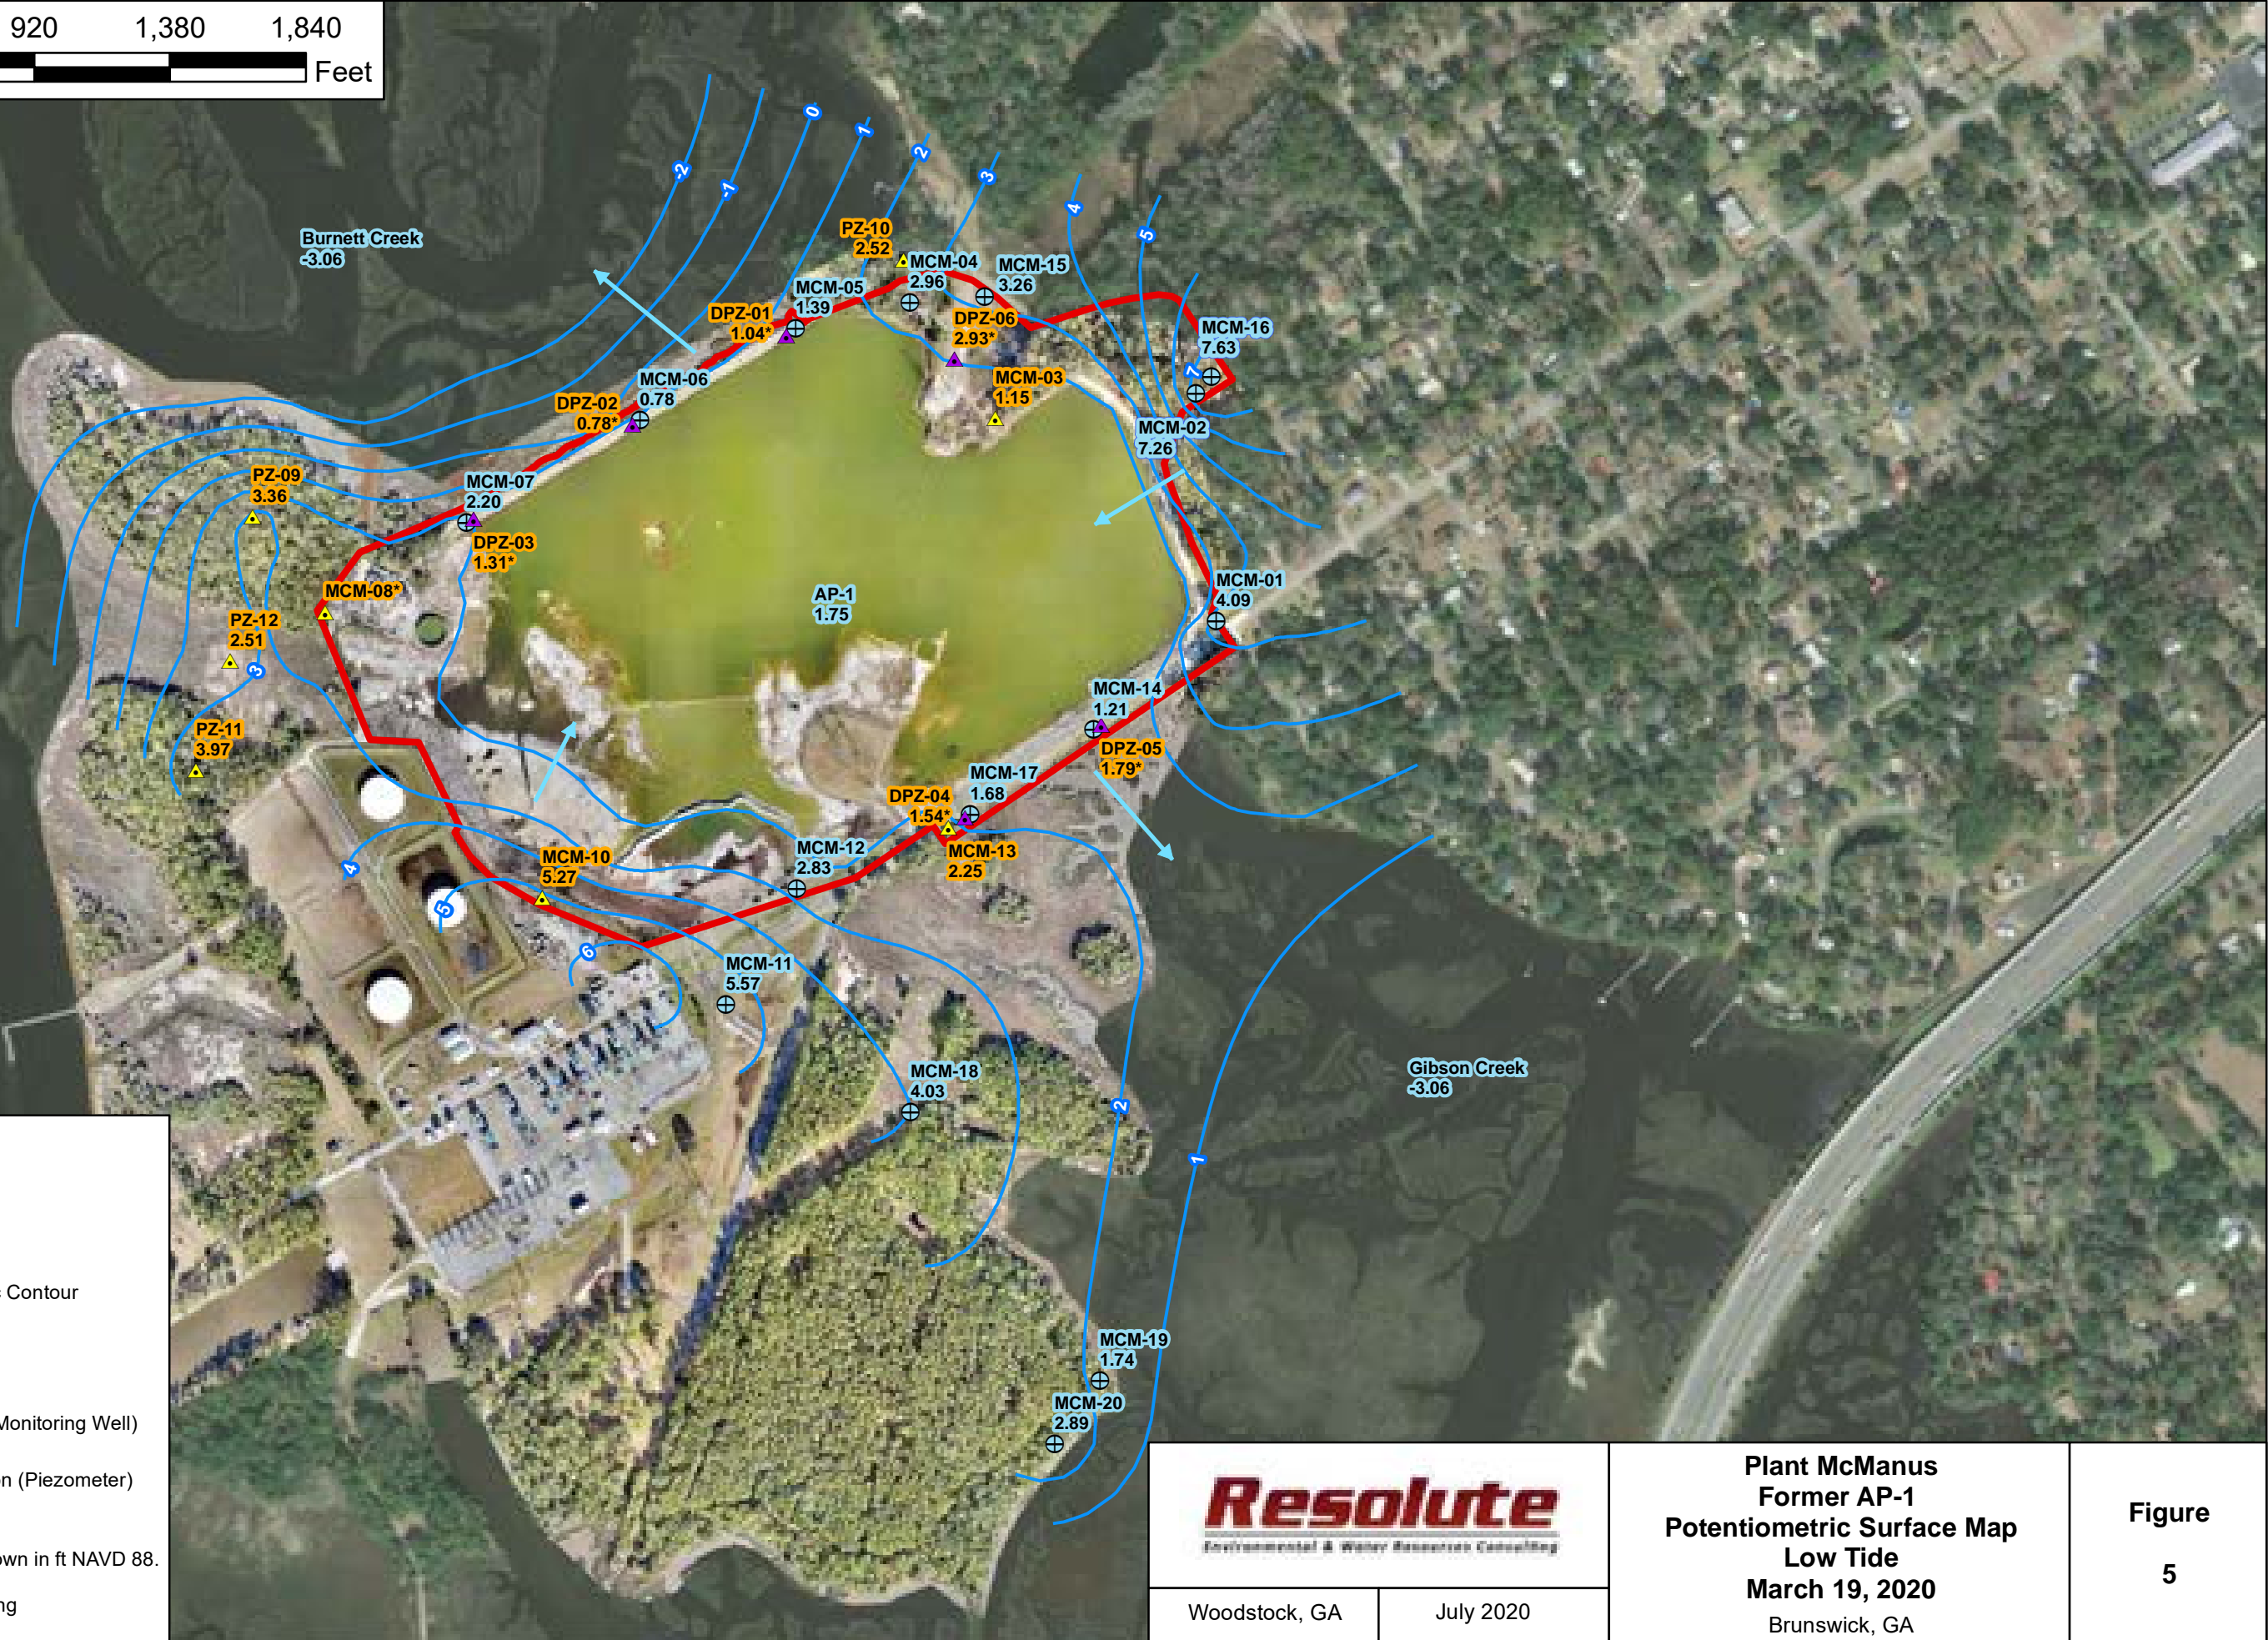 920 1,380 1,840
Feet
-2
-1
0
1
2
3
4
5
7
Burnett Creek
-3.06
PZ-10
2.52
MCM-04
2.96
MCM-15
3.26
MCM-05
1.39
DPZ-01
1.04*
DPZ-06
2.93*
MCM-16
7.63
MCM-03
1.15
MCM-06
0.78
DPZ-02
0.78*
MCM-02
7.26
PZ-09
3.36
MCM-07
2.20
DPZ-03
1.31*
MCM-08*
AP-1
1.75
MCM-01
4.09
PZ-12
2.51
3
PZ-11
3.97
MCM-14
1.21
DPZ-05
1.79*
MCM-17
1.68
DPZ-04
1.54*
MCM-13
2.25
MCM-12
2.83
MCM-10
5.27
4
5
6
MCM-11
5.57
MCM-18
4.03
Gibson Creek
-3.06
2
1
MCM-19
1.74
MCM-20
2.89
Contour
Monitoring Well)
(Piezometer)
in ft NAVD 88.
Resolute
Environmental & Water Resources Consulting
Woodstock, GA
July 2020
Plant McManus
Former AP-1
Potentiometric Surface Map
Low Tide
March 19, 2020
Brunswick, GA
Figure
5